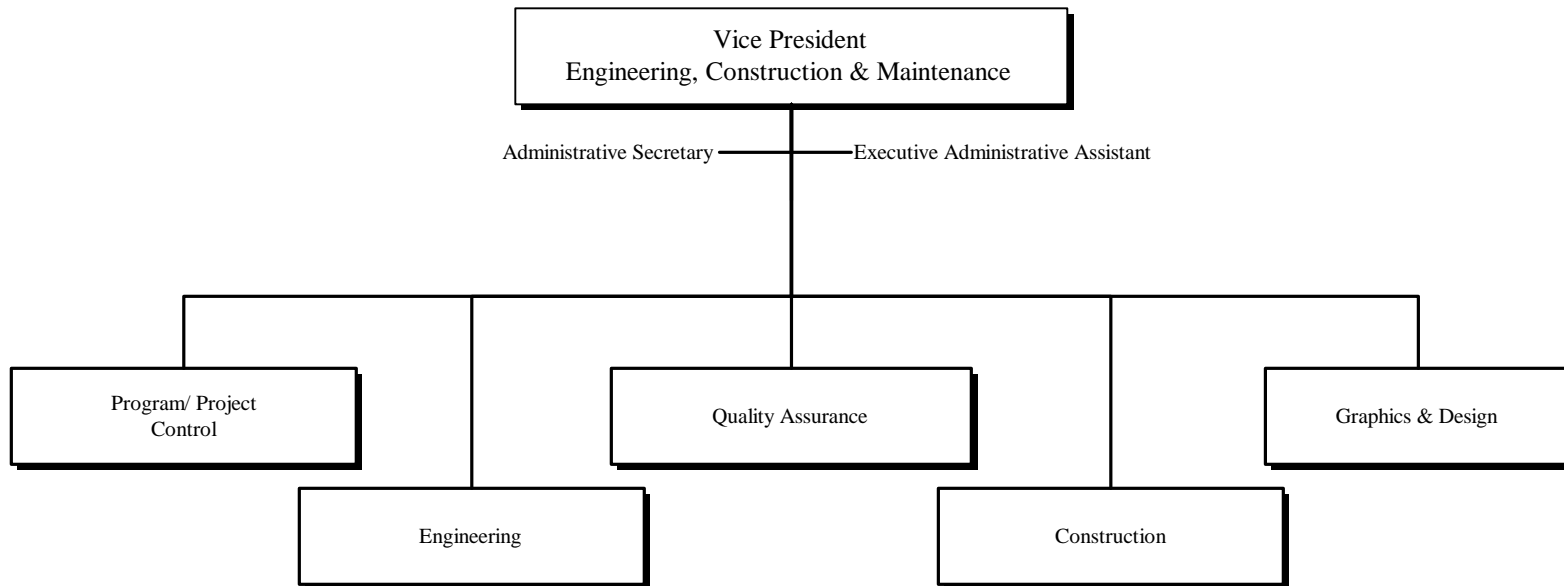 Vice President
Engineering, Construction & Maintenance
Administrative Secretary
Executive Administrative Assistant
Program/ Project
Control
Quality Assurance
Graphics & Design
Engineering
Construction